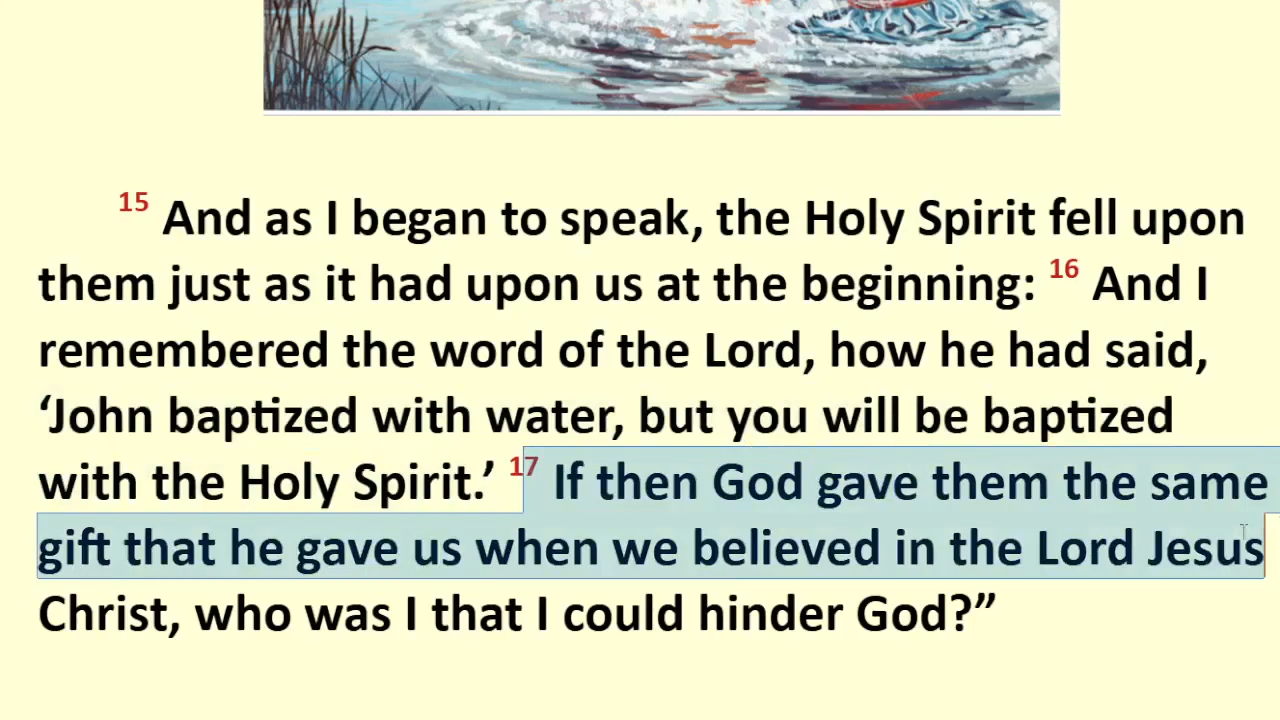 15 And as I began to speak, the Holy Spirit fell upon
them just as it had upon us at the beginning: 16 And I
remembered the word of the Lord, how he had said,
‘John baptized with water, but you will be baptized
with the Holy Spirit.’ 17 If then God gave them the same
gift that he gave us when we believed in the Lord Jesus
Christ, who was I that I could hinder God?”